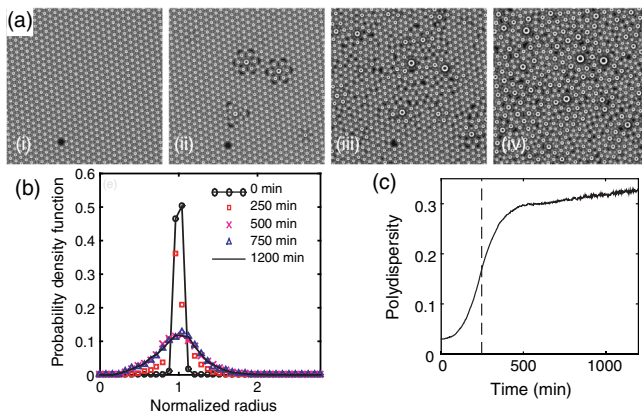 (a)
(i)
(ii)
(iii)
(iv)
(b)
(e)
0.6
0.5
0.4
0.3
0.2
0.1
0
0
1
2
Probability density function
Normalized radius
0 min
250 min
500 min
750 min
1200 min
(c)
0.3
0.2
0.1
0
0
500
1000
Polydispersity
Time (min)